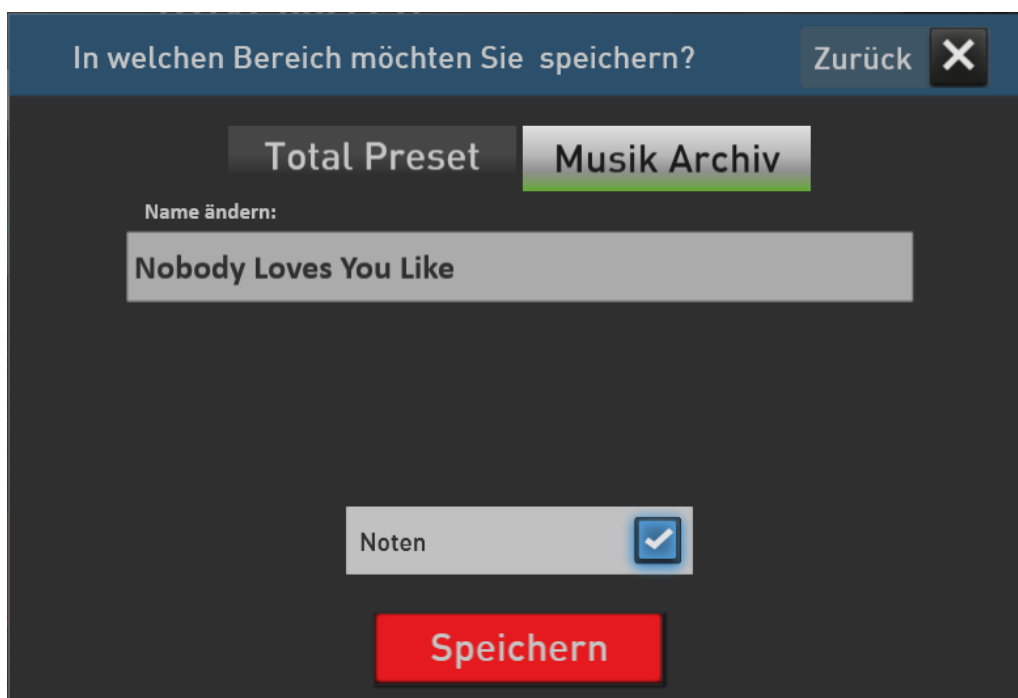 In welchen Bereich möchten Sie speichern?
Zurück
Total Preset
Musik Archiv
Name ändern:
Nobody Loves You Like
Noten
Speichern